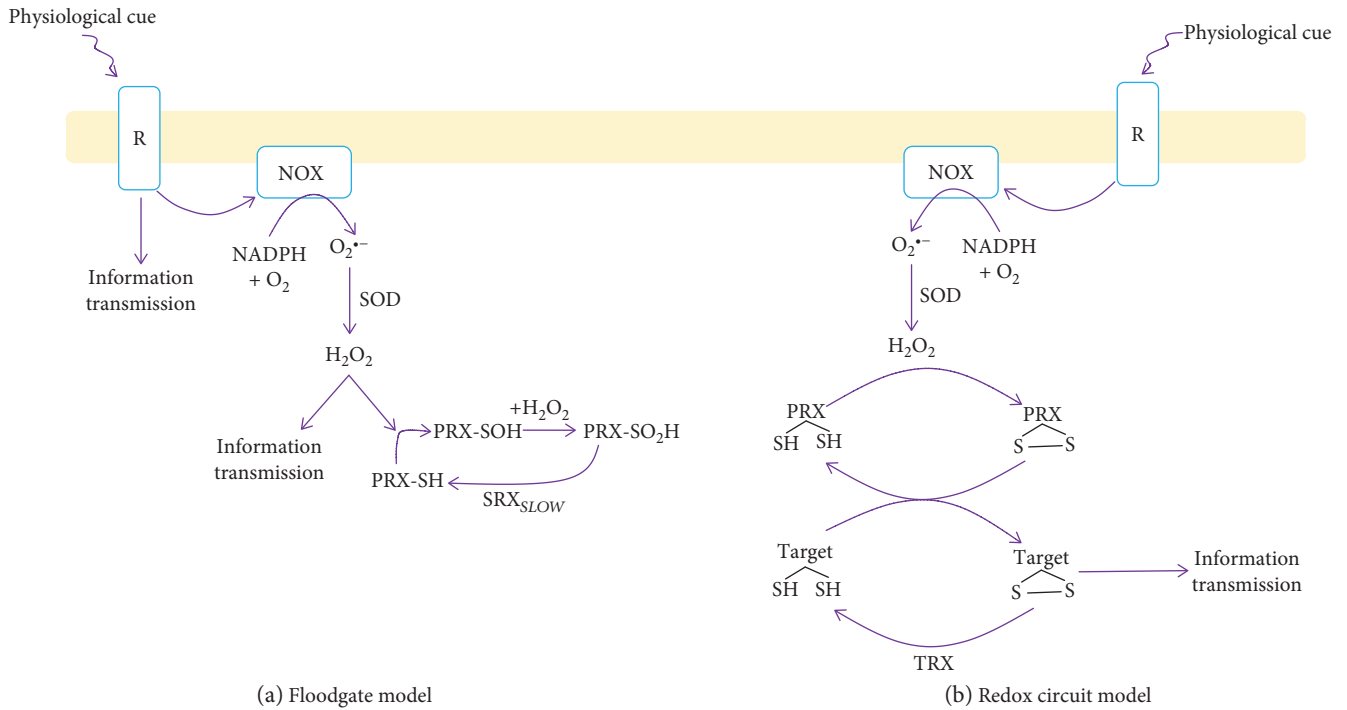 Physiological cue
R
NOX
NADPH
+ O₂
O₂•−
Information
transmission
SOD
H₂O₂
Information
transmission
+H₂O₂
PRX-SOH
PRX-SO₂H
PRX-SH
SRX_SLOW
(a) Floodgate model
Physiological cue
R
NOX
O₂•−
NADPH
+ O₂
SOD
H₂O₂
PRX
SH SH
PRX
S S
Target
SH SH
Target
S S
Information
transmission
TRX
(b) Redox circuit model